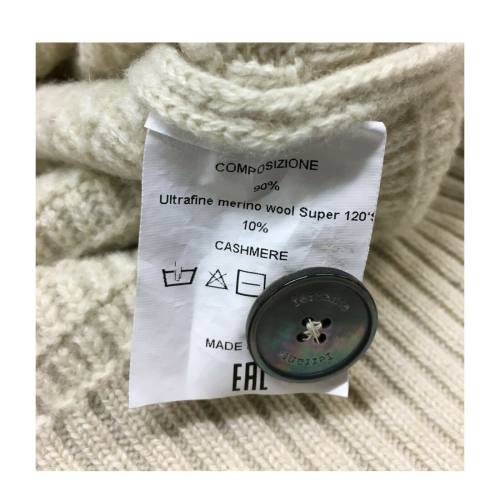 COMPOSIZIONE
90%
Ultrafine merino wool Super 120's
10%
CASHMERE
MADE
EAC